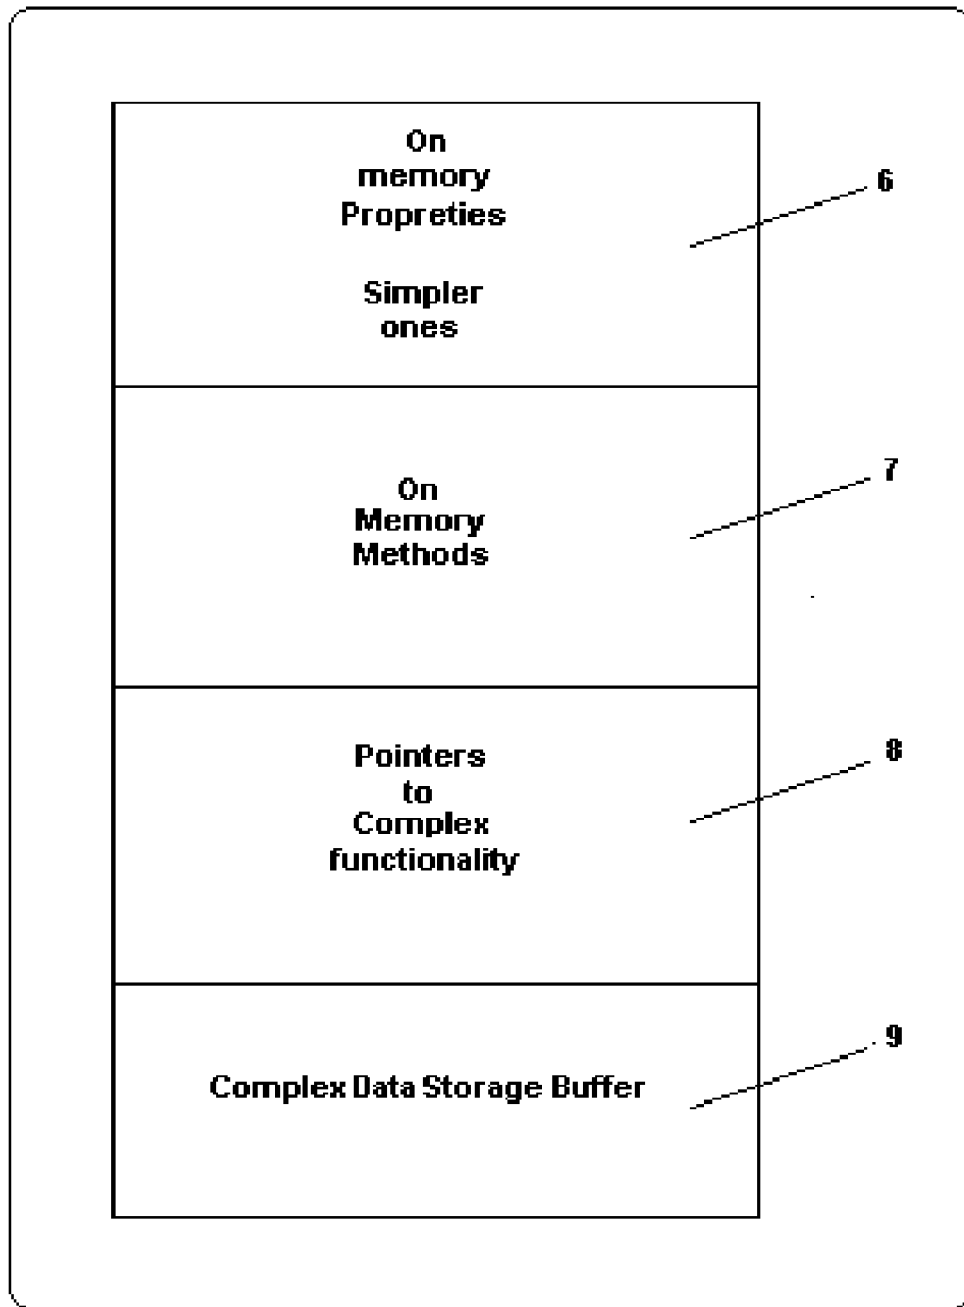 On
memory
Propreties
Simpler
ones
6
On
Memory
Methods
7
Pointers
to
Complex
functionality
8
Complex Data Storage Buffer
9